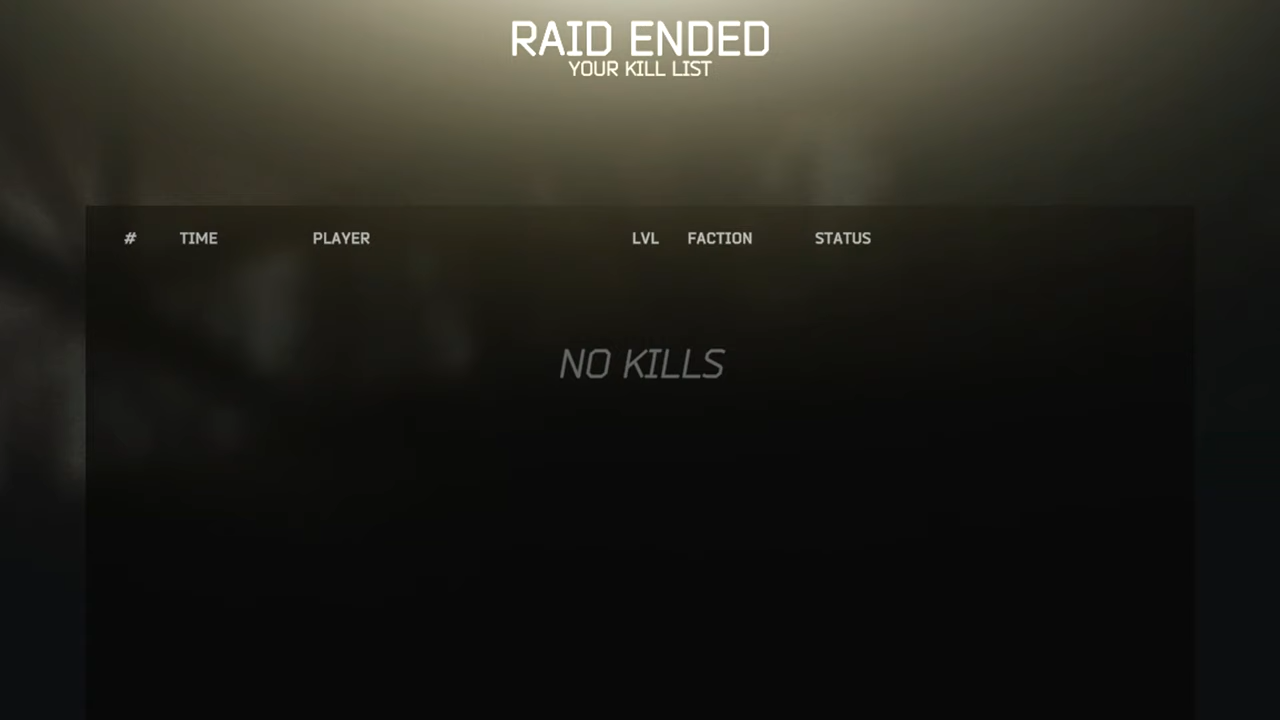 RAID ENDED
YOUR KILL LIST
# TIME PLAYER LVL FACTION STATUS
NO KILLS